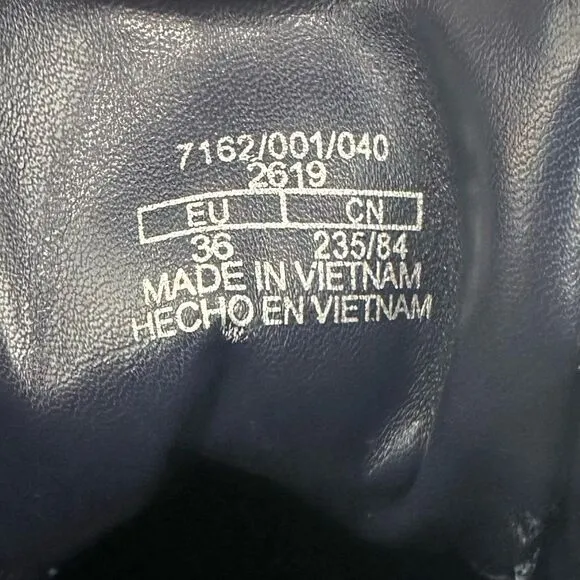 7162/001/040
2619
EU CN
36 235/84
MADE IN VIETNAM
HECHO EN VIETNAM